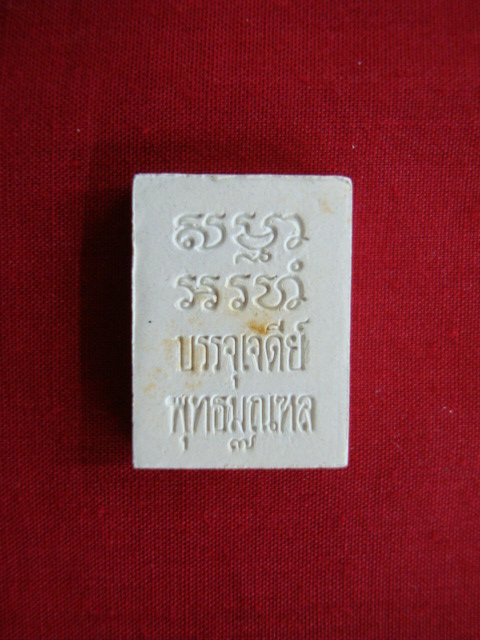 សម្មា
អរហំ
บรรจุเจดีย์
พุทธมณฑล